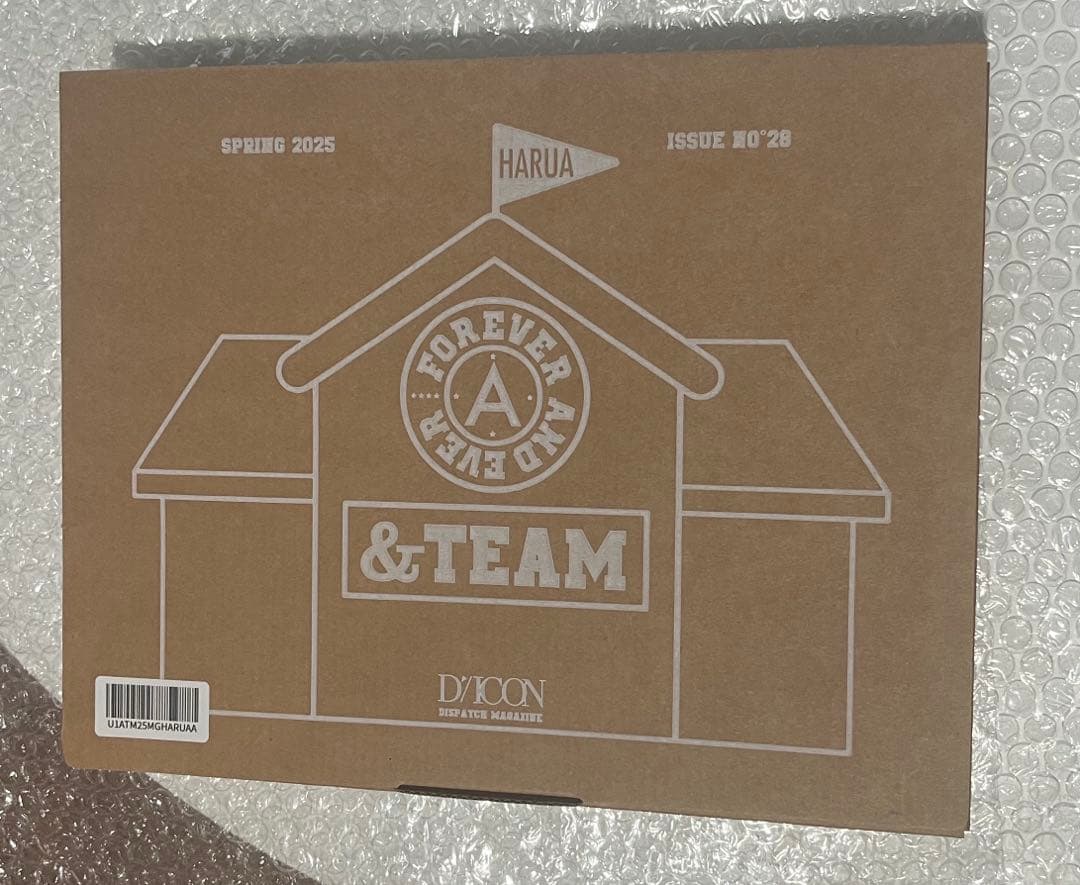 SPRING 2025
ISSUE NO°28
HARUA
FOREVER AND EVER
A
&TEAM
D/ICON
DISPATCH MAGAZINE
U1ATM25MGHARUAA